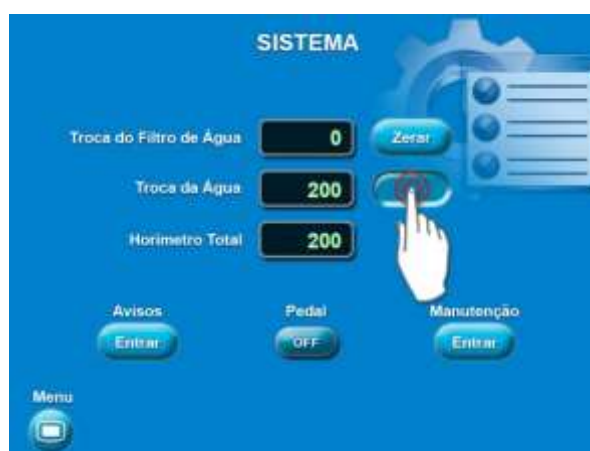 SISTEMA
Troca do Filtro de Água 0 Zerar
Troca da Água 200
Horímetro Total 200
Avisos Pedal Manutenção
Entrar OFF Entrar
Menu